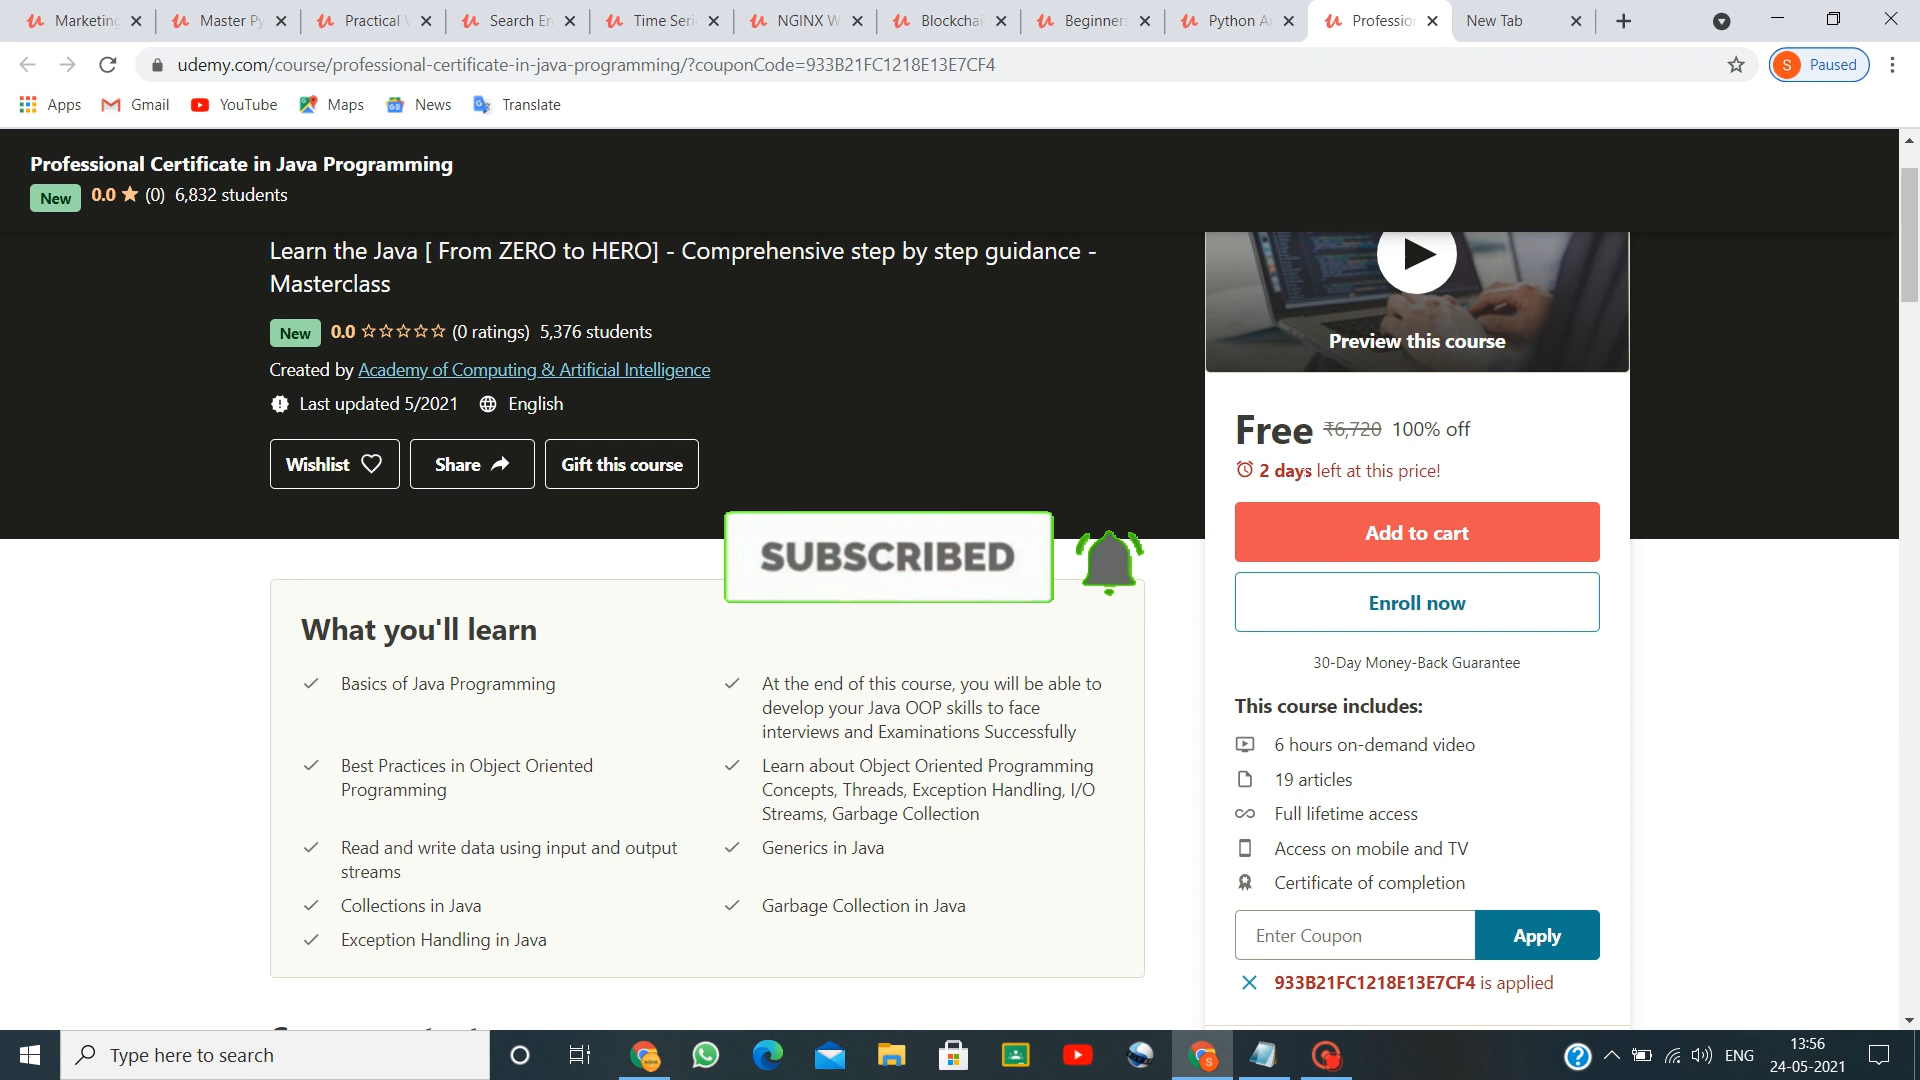 Marketing
Master Py
Practical
Search En
Time Seri
NGINX W
Blockchai
Beginners
Python A
Professio
New Tab
udemy.com/course/professional-certificate-in-java-programming/?couponCode=933B21FC1218E13E7CF4
S Paused
Apps Gmail YouTube Maps News Translate
Professional Certificate in Java Programming
New 0.0 (0) 6,832 students
Learn the Java [ From ZERO to HERO] - Comprehensive step by step guidance -
Masterclass
New 0.0 (0 ratings) 5,376 students
Created by Academy of Computing & Artificial Intelligence
Last updated 5/2021 English
Wishlist Share Gift this course
SUBSCRIBED
What you'll learn
Basics of Java Programming
At the end of this course, you will be able to
develop your Java OOP skills to face
interviews and Examinations Successfully
Best Practices in Object Oriented
Programming
Learn about Object Oriented Programming
Concepts, Threads, Exception Handling, I/O
Streams, Garbage Collection
Read and write data using input and output
streams
Generics in Java
Collections in Java
Garbage Collection in Java
Exception Handling in Java
Preview this course
Free ₹6,720 100% off
2 days left at this price!
Add to cart
Enroll now
30-Day Money-Back Guarantee
This course includes:
6 hours on-demand video
19 articles
Full lifetime access
Access on mobile and TV
Certificate of completion
Enter Coupon Apply
933B21FC1218E13E7CF4 is applied
Type here to search
ENG
13:56
24-05-2021